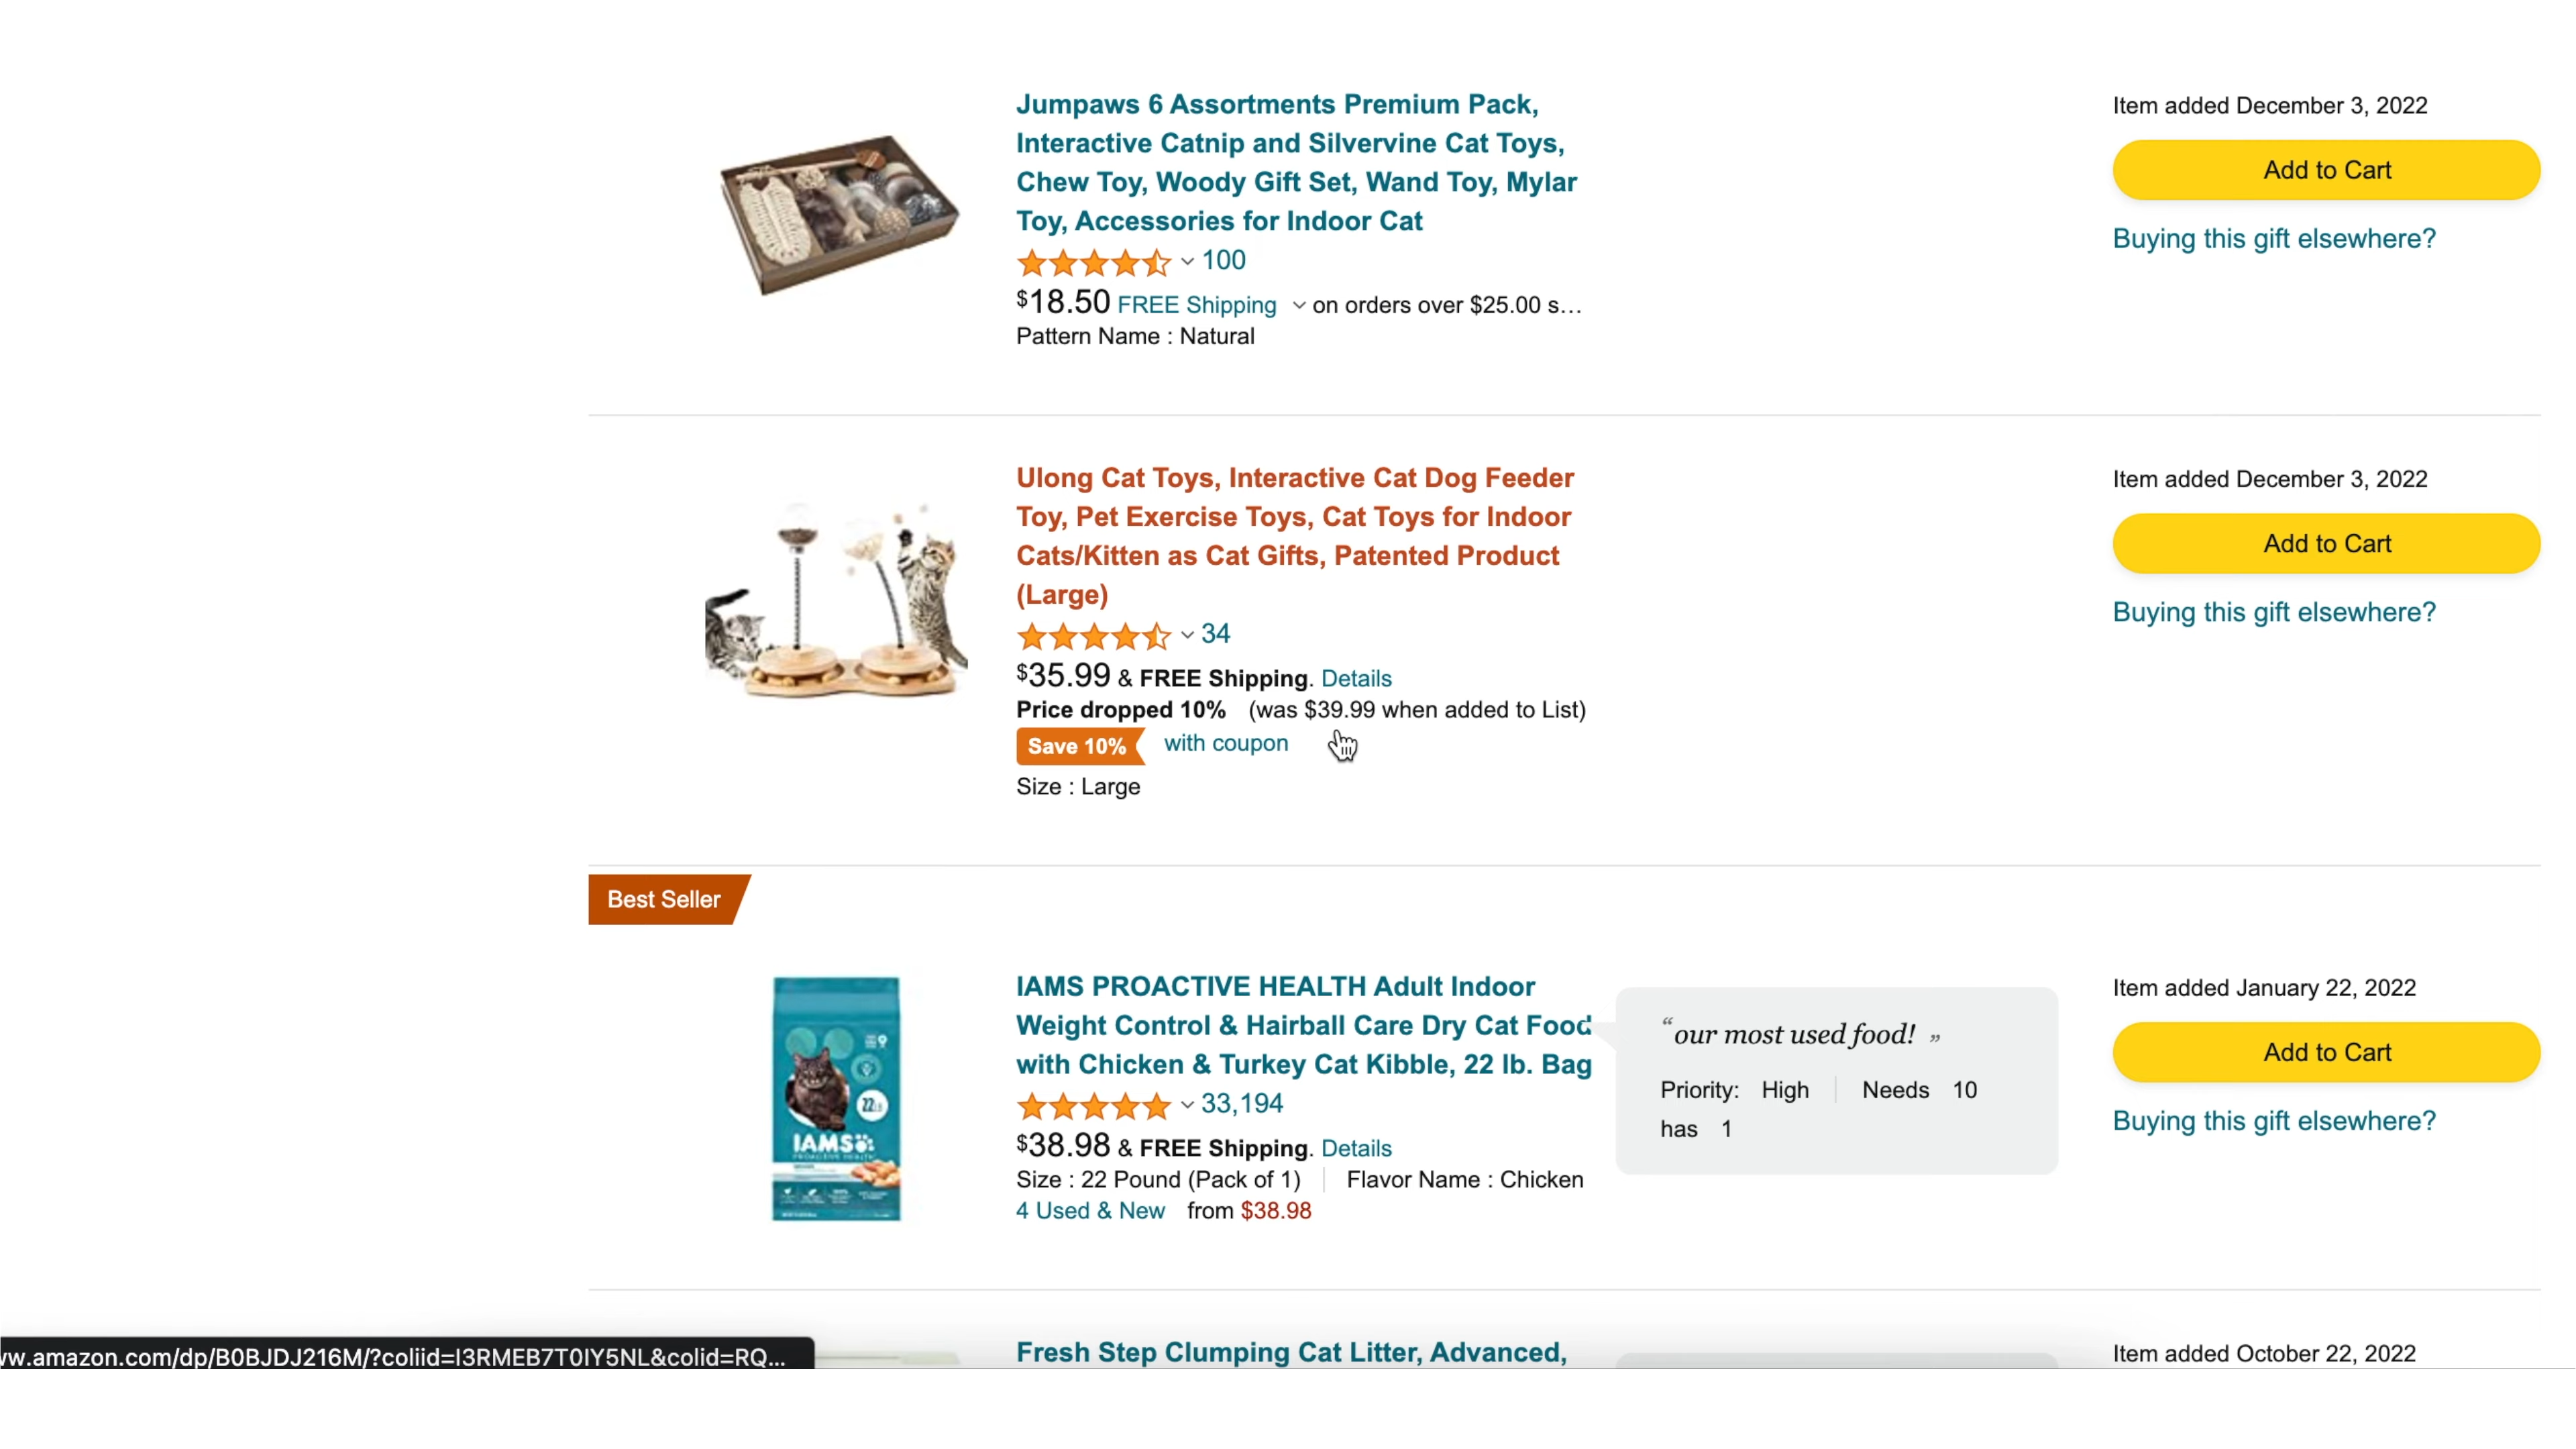 Jumpaws 6 Assortments Premium Pack,
Interactive Catnip and Silvervine Cat Toys,
Chew Toy, Woody Gift Set, Wand Toy, Mylar
Toy, Accessories for Indoor Cat
100
$18.50 FREE Shipping on orders over $25.00 s...
Pattern Name : Natural
Item added December 3, 2022
Add to Cart
Buying this gift elsewhere?
Ulong Cat Toys, Interactive Cat Dog Feeder
Toy, Pet Exercise Toys, Cat Toys for Indoor
Cats/Kitten as Cat Gifts, Patented Product
(Large)
34
$35.99 & FREE Shipping. Details
Price dropped 10% (was $39.99 when added to List)
Save 10% with coupon
Size : Large
Item added December 3, 2022
Add to Cart
Buying this gift elsewhere?
Best Seller
22
IAMS
IAMS PROACTIVE HEALTH Adult Indoor
Weight Control & Hairball Care Dry Cat Food
with Chicken & Turkey Cat Kibble, 22 lb. Bag
33,194
$38.98 & FREE Shipping. Details
Size : 22 Pound (Pack of 1) Flavor Name : Chicken
4 Used & New from $38.98
“our most used food! ”
Priority: High Needs 10
has 1
Item added January 22, 2022
Add to Cart
Buying this gift elsewhere?
Fresh Step Clumping Cat Litter, Advanced,
Item added October 22, 2022
w.amazon.com/dp/B0BJDJ216M/?coliid=I3RMEB7T0IY5NL&colid=RQ...